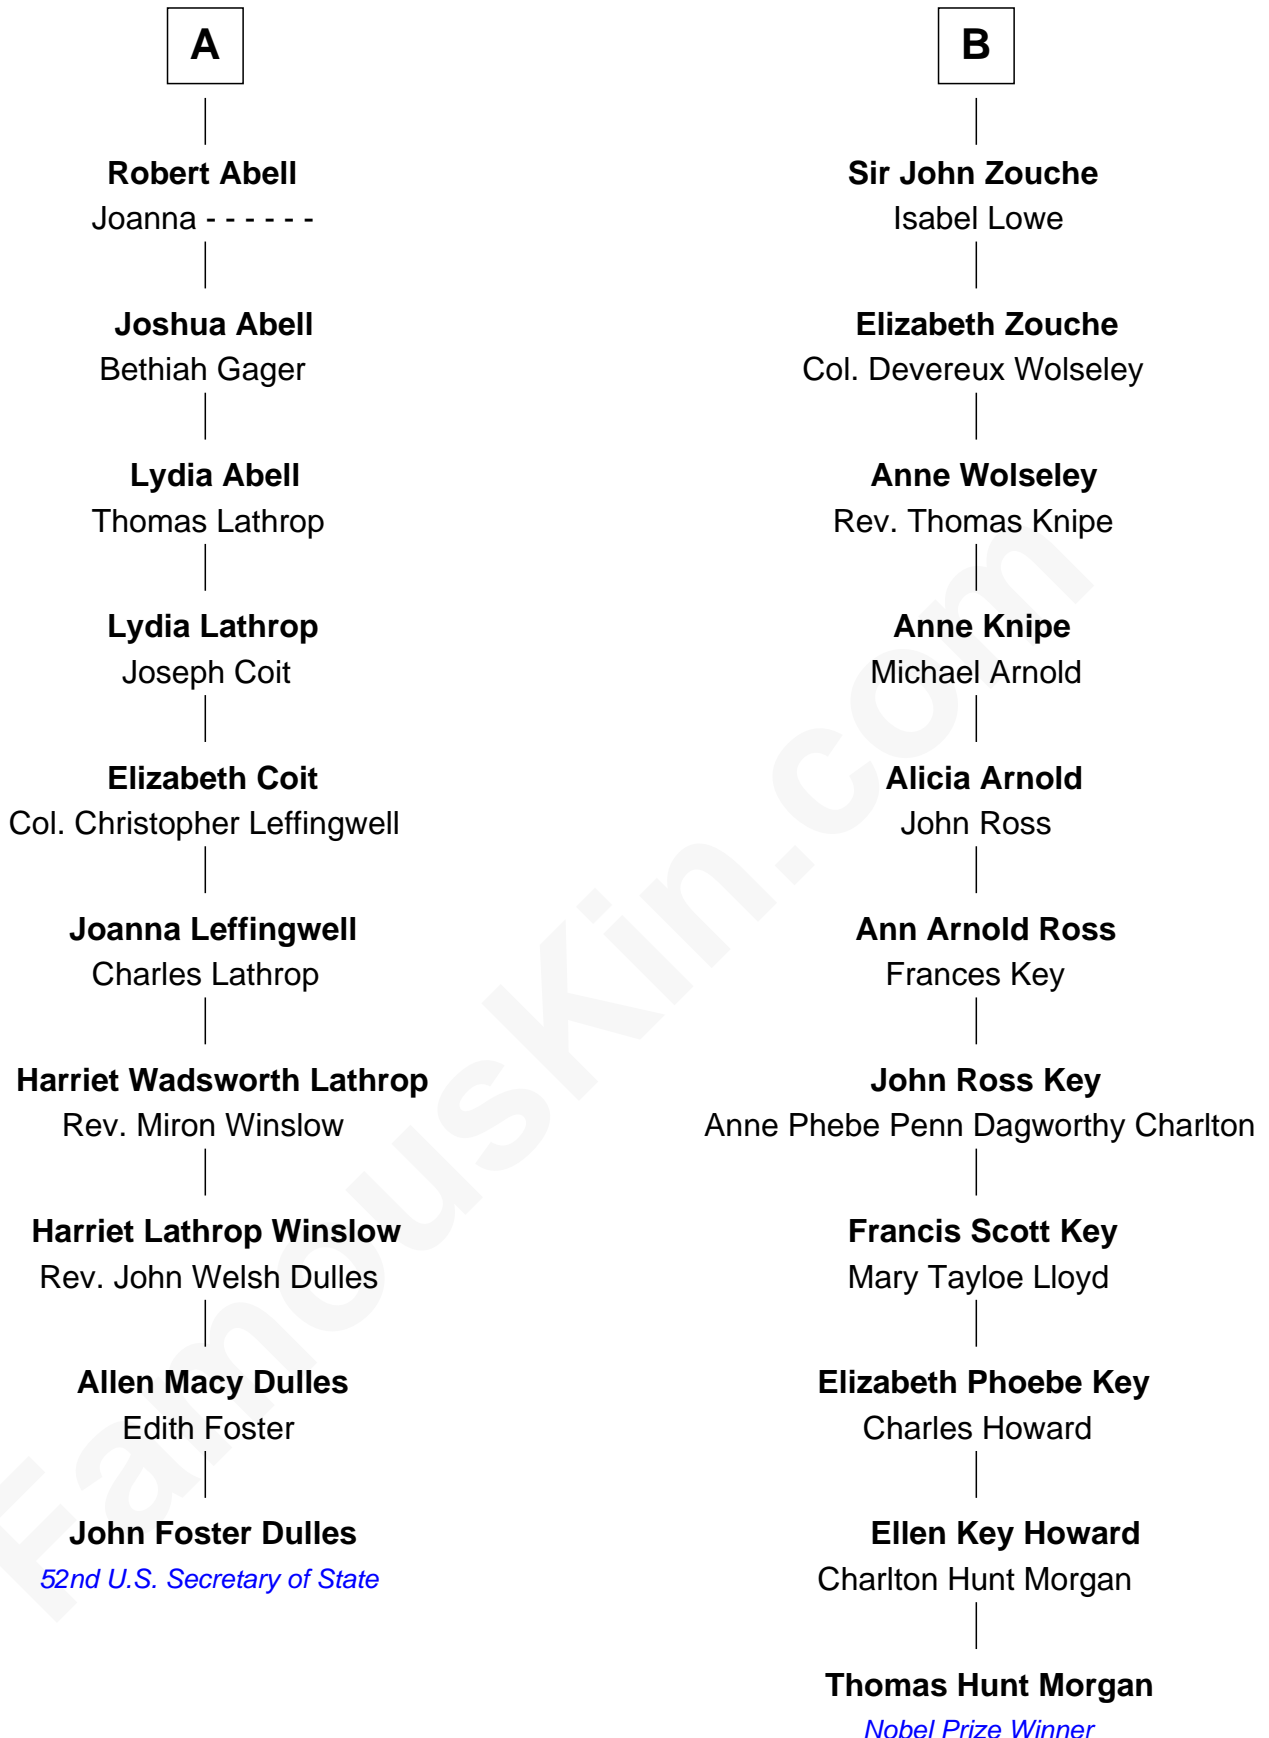 A
Robert Abell
Joanna - - - - - -
Joshua Abell
Bethiah Gager
Lydia Abell
Thomas Lathrop
Lydia Lathrop
Joseph Coit
Elizabeth Coit
Col. Christopher Leffingwell
Joanna Leffingwell
Charles Lathrop
Harriet Wadsworth Lathrop
Rev. Miron Winslow
Harriet Lathrop Winslow
Rev. John Welsh Dulles
Allen Macy Dulles
Edith Foster
John Foster Dulles
52nd U.S. Secretary of State
B
Sir John Zouche
Isabel Lowe
Elizabeth Zouche
Col. Devereux Wolseley
Anne Wolseley
Rev. Thomas Knipe
Anne Knipe
Michael Arnold
Alicia Arnold
John Ross
Ann Arnold Ross
Frances Key
John Ross Key
Anne Phebe Penn Dagworthy Charlton
Francis Scott Key
Mary Tayloe Lloyd
Elizabeth Phoebe Key
Charles Howard
Ellen Key Howard
Charlton Hunt Morgan
Thomas Hunt Morgan
Nobel Prize Winner
FamousKin.com